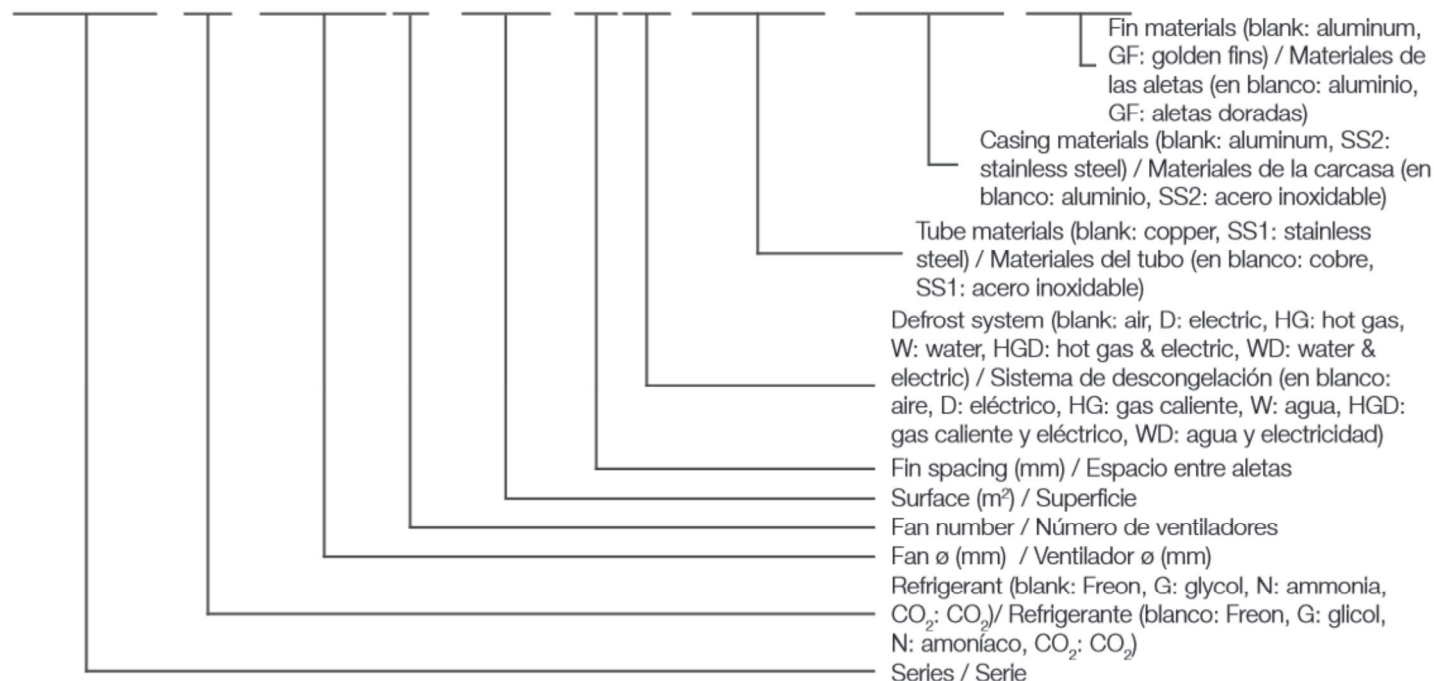 Fin materials (blank: aluminum,
GF: golden fins) / Materiales de
las aletas (en blanco: aluminio,
GF: aletas doradas)
Casing materials (blank: aluminum, SS2:
stainless steel) / Materiales de la carcasa (en
blanco: aluminio, SS2: acero inoxidable)
Tube materials (blank: copper, SS1: stainless
steel) / Materiales del tubo (en blanco: cobre,
SS1: acero inoxidable)
Defrost system (blank: air, D: electric, HG: hot gas,
W: water, HGD: hot gas & electric, WD: water &
electric) / Sistema de descongelación (en blanco:
aire, D: eléctrico, HG: gas caliente, W: agua, HGD:
gas caliente y eléctrico, WD: agua y electricidad)
Fin spacing (mm) / Espacio entre aletas
Surface (m²) / Superficie
Fan number / Número de ventiladores
Fan ø (mm) / Ventilador ø (mm)
Refrigerant (blank: Freon, G: glycol, N: ammonia,
CO₂: CO₂)/ Refrigerante (blanco: Freon, G: glicol,
N: amoníaco, CO₂: CO₂)
Series / Serie